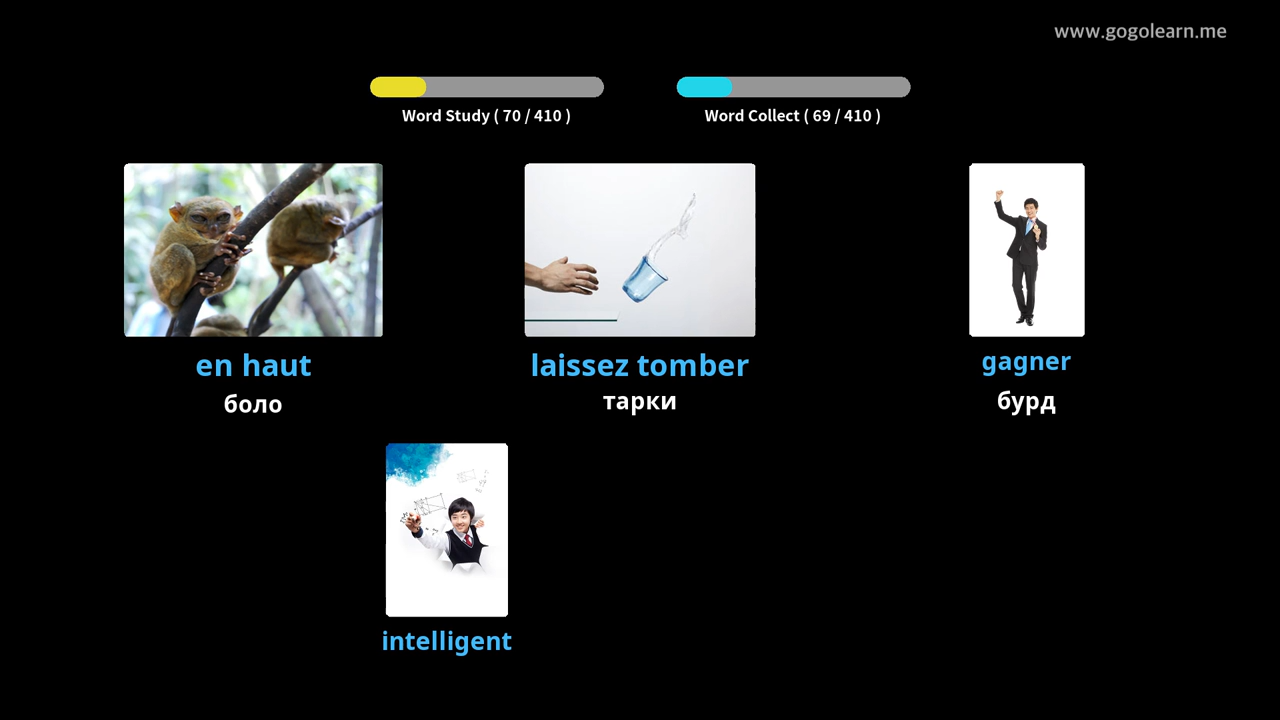 www.gogolearn.me
Word Study ( 70 / 410 )
Word Collect ( 69 / 410 )
en haut
боло
laissez tomber
тарки
gagner
бурд
intelligent